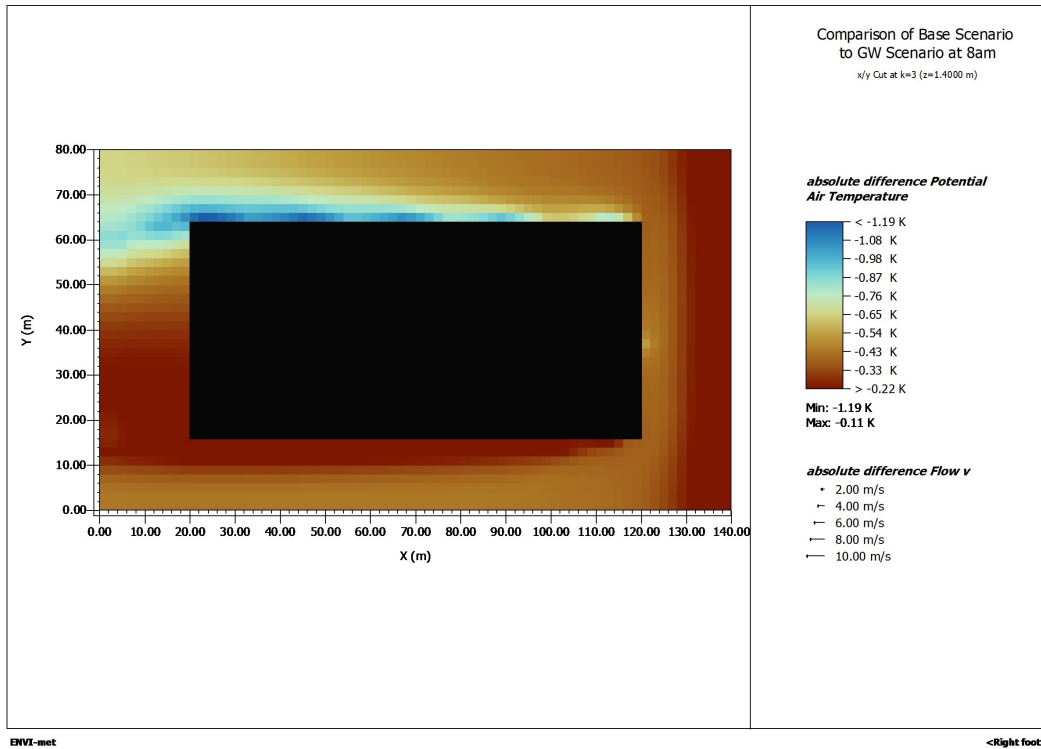 Comparison of Base Scenario
to GW Scenario at 8am
x/y Cut at k=3 (z=1.4000 m)
80.00
70.00
60.00
50.00
40.00
30.00
20.00
10.00
0.00
Y (m)
0.00 10.00 20.00 30.00 40.00 50.00 60.00 70.00 80.00 90.00 100.00 110.00 120.00 130.00 140.00
X (m)
absolute difference Potential
Air Temperature
< -1.19 K
-1.08 K
-0.98 K
-0.87 K
-0.76 K
-0.65 K
-0.54 K
-0.43 K
-0.33 K
> -0.22 K
Min: -1.19 K
Max: -0.11 K
absolute difference Flow v
2.00 m/s
4.00 m/s
6.00 m/s
8.00 m/s
10.00 m/s
ENVI-met
<Right foot